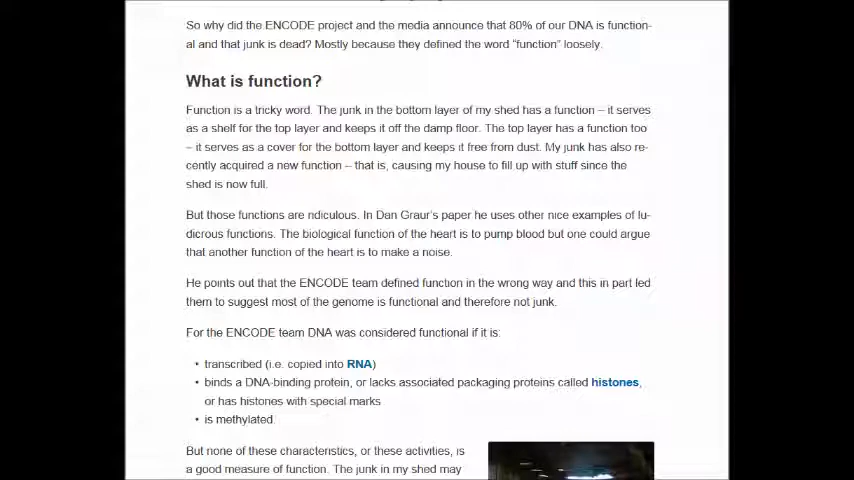 So why did the ENCODE project and the media announce that 80% of our DNA is function-
al and that junk is dead? Mostly because they defined the word “function” loosely.
What is function?
Function is a tricky word. The junk in the bottom layer of my shed has a function – it serves
as a shelf for the top layer and keeps it off the damp floor. The top layer has a function too
– it serves as a cover for the bottom layer and keeps it free from dust. My junk has also re-
cently acquired a new function – that is, causing my house to fill up with stuff since the
shed is now full.
But those functions are ridiculous. In Dan Graur’s paper he uses other nice examples of lu-
dicrous functions. The biological function of the heart is to pump blood but one could argue
that another function of the heart is to make a noise.
He points out that the ENCODE team defined function in the wrong way and this in part led
them to suggest most of the genome is functional and therefore not junk.
For the ENCODE team DNA was considered functional if it is:
• transcribed (i.e. copied into RNA)
• binds a DNA-binding protein, or lacks associated packaging proteins called histones,
or has histones with special marks
• is methylated.
But none of these characteristics, or these activities, is
a good measure of function. The junk in my shed may